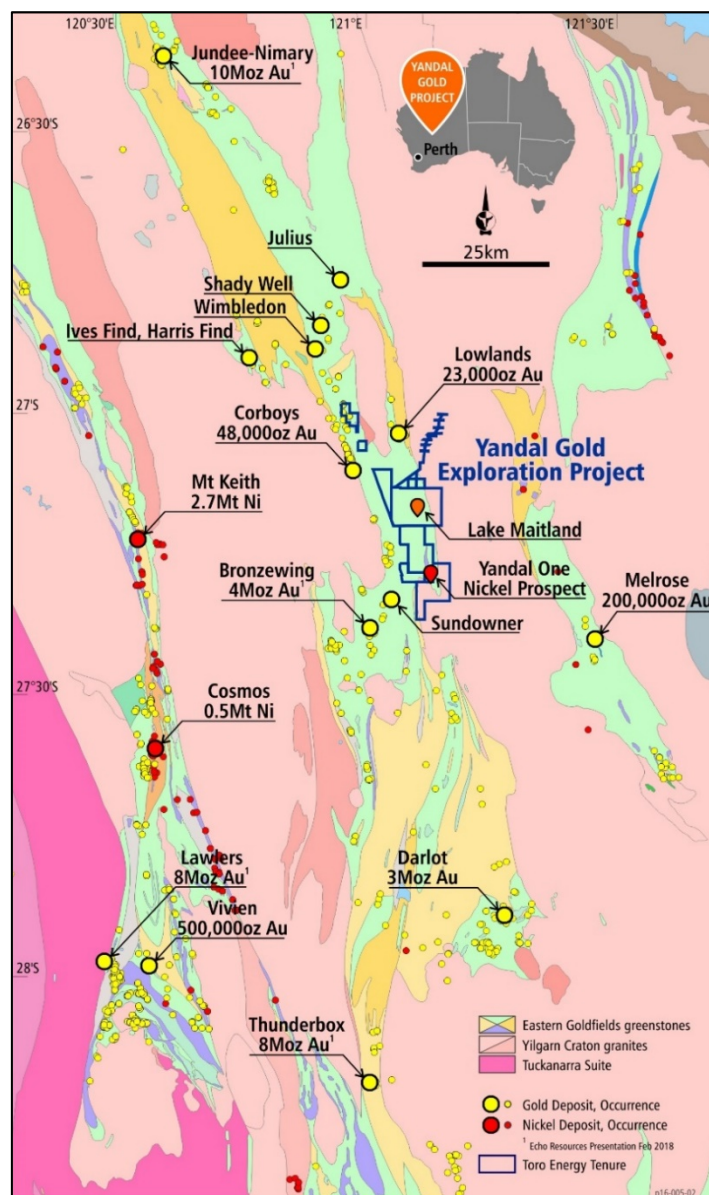 120°30'E
121°E
121°30'E
Jundee-Nimary
10Moz Au¹
YANDAL
GOLD
PROJECT
26°30'S
Perth
25km
Julius
Shady Well
Wimbledon
Ives Find, Harris Find
Lowlands
23,000oz Au
27°S
Corboys
48,000oz Au
Yandal Gold
Exploration Project
Mt Keith
2.7Mt Ni
Lake Maitland
Bronzewing
4Moz Au¹
Yandal One
Nickel Prospect
Melrose
200,000oz Au
Sundowner
27°30'S
Cosmos
0.5Mt Ni
Lawlers
8Moz Au¹
Darlot
3Moz Au
Vivien
500,000oz Au
28°S
Thunderbox
8Moz Au¹
Eastern Goldfields greenstones
Yilgarn Craton granites
Tuckanarra Suite
Gold Deposit, Occurrence
Nickel Deposit, Occurrence
¹ Echo Resources Presentation Feb 2018
Toro Energy Tenure
p16-005-02